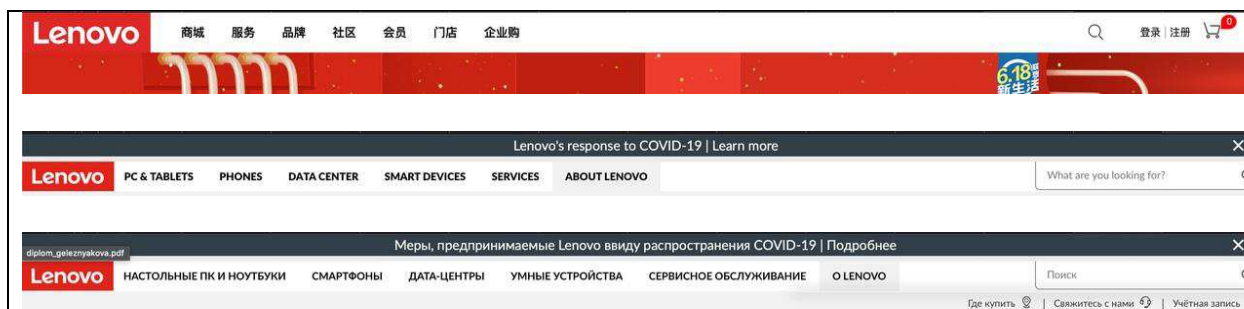 Lenovo 商城 服务 品牌 社区 会员 门店 企业购 登录 | 注册 0
6.18
新生活
Lenovo's response to COVID-19 | Learn more
Lenovo PC & TABLETS PHONES DATA CENTER SMART DEVICES SERVICES ABOUT LENOVO What are you looking for?
Меры, предпринимаемые Lenovo ввиду распространения COVID-19 | Подробнее
diplom_geleznyakova.pdf
Lenovo НАСТОЛЬНЫЕ ПК И НОУТБУКИ СМАРТФОНЫ ДАТА-ЦЕНТРЫ УМНЫЕ УСТРОЙСТВА СЕРВИСНОЕ ОБСЛУЖИВАНИЕ О LENOVO Поиск
Где купить | Свяжитесь с нами | Учётная запись